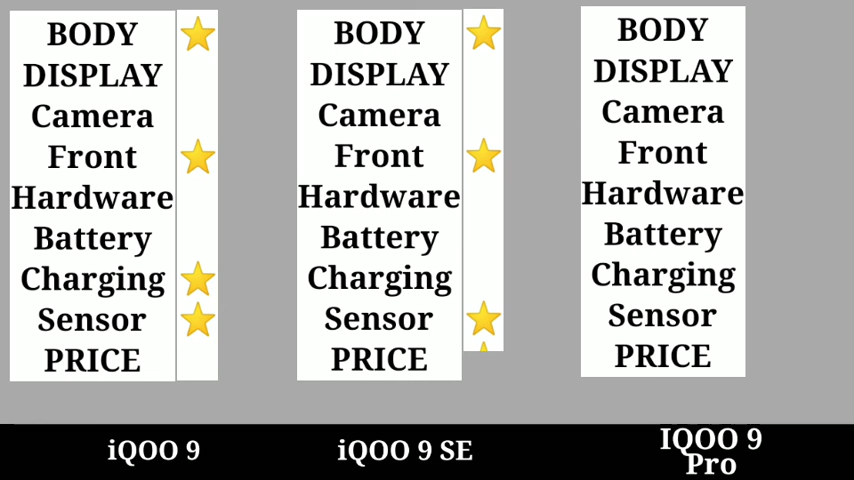 BODY
DISPLAY
Camera
Front
Hardware
Battery
Charging
Sensor
PRICE
BODY
DISPLAY
Camera
Front
Hardware
Battery
Charging
Sensor
PRICE
BODY
DISPLAY
Camera
Front
Hardware
Battery
Charging
Sensor
PRICE
iQOO 9
iQOO 9 SE
IQOO 9
Pro